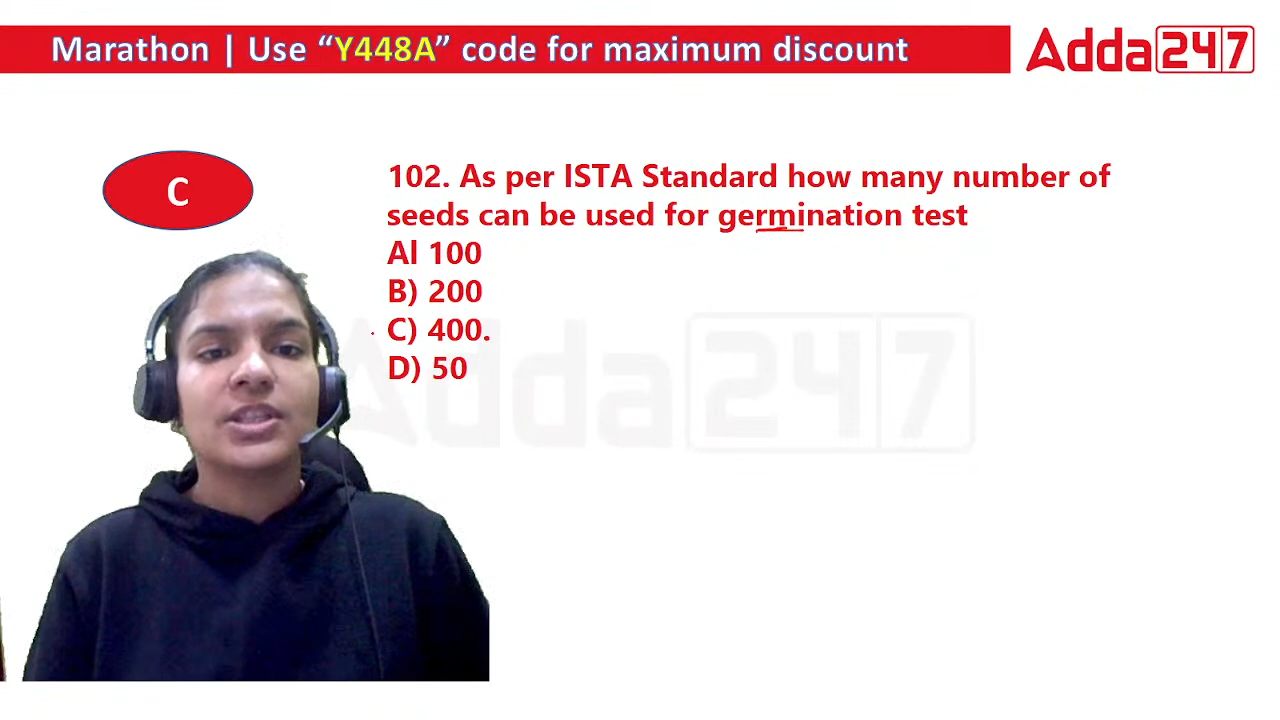 Marathon | Use “Y448A” code for maximum discount
Adda247
C
102. As per ISTA Standard how many number of
seeds can be used for germination test
Al 100
B) 200
C) 400.
D) 50
Adda247